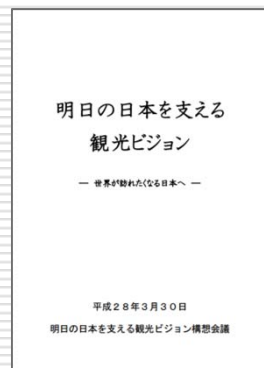 明日の日本を支える
観光ビジョン
― 世界が訪れたくなる日本へ ―
平成28年3月30日
明日の日本を支える観光ビジョン構想会議